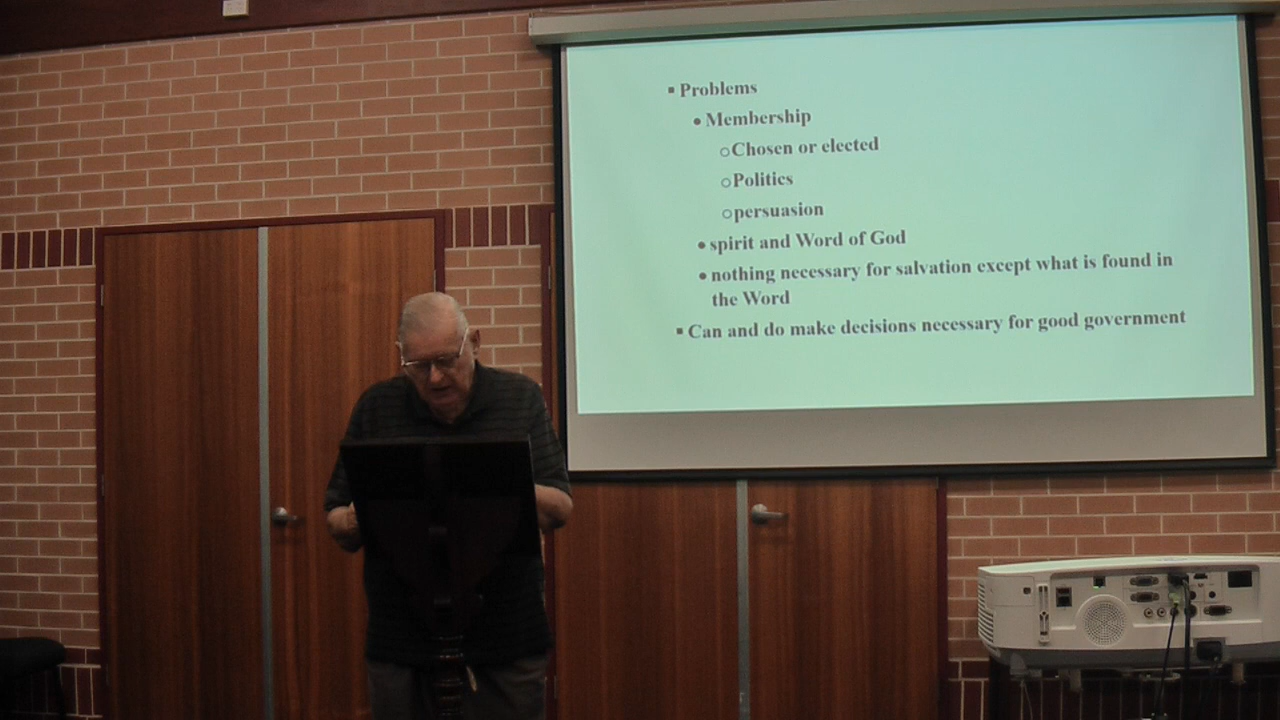 ▪ Problems
• Membership
○Chosen or elected
○Politics
○persuasion
• spirit and Word of God
• nothing necessary for salvation except what is found in
the Word
▪ Can and do make decisions necessary for good government